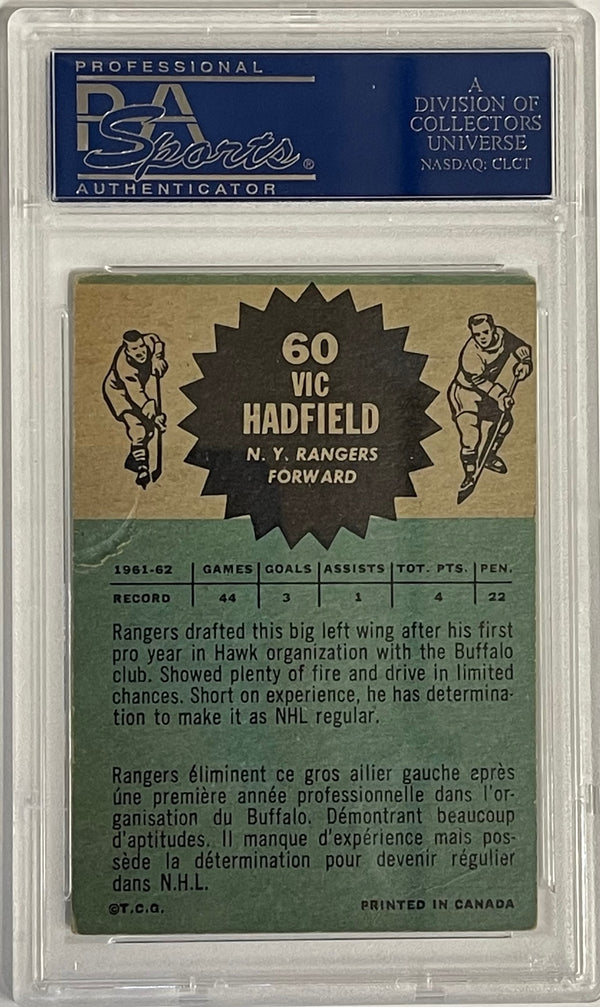 PROFESSIONAL
PSA
Sports®
AUTHENTICATOR
A
DIVISION OF
COLLECTORS
UNIVERSE
NASDAQ: CLCT
60
VIC
HADFIELD
N. Y. RANGERS
FORWARD
1961-62 GAMES GOALS ASSISTS TOT. PTS. PEN.
RECORD 44 3 1 4 22
Rangers drafted this big left wing after his first
pro year in Hawk organization with the Buffalo
club. Showed plenty of fire and drive in limited
chances. Short on experience, he has determina-
tion to make it as NHL regular.
Rangers éliminent ce gros ailier gauche après
úne première année professionnelle dans l'or-
ganisation du Buffalo. Démontrant beaucoup
d'aptitudes. Il manque d'expérience mais pos-
sède la détermination pour devenir régulier
dans N.H.L.
©T.C.G. PRINTED IN CANADA